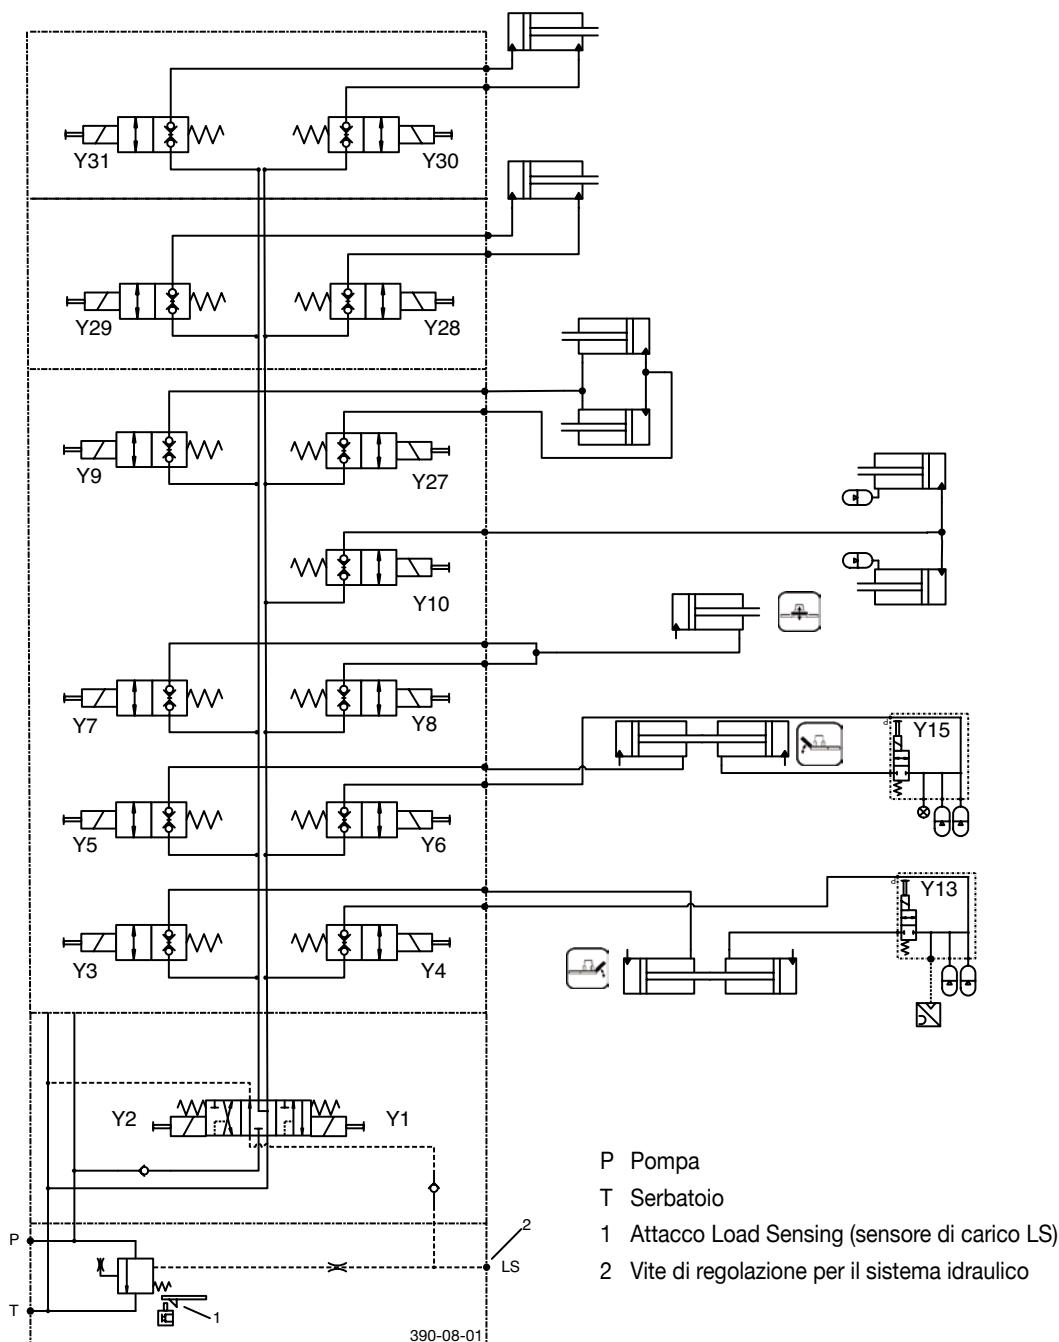 Y31
Y30
Y29
Y28
Y9
Y27
Y10
Y7
Y8
Y15
Y5
Y6
Y13
Y3
Y4
Y2
Y1
P Pompa
T Serbatoio
1 Attacco Load Sensing (sensore di carico LS)
2 Vite di regolazione per il sistema idraulico
2
P
LS
T
1
390-08-01